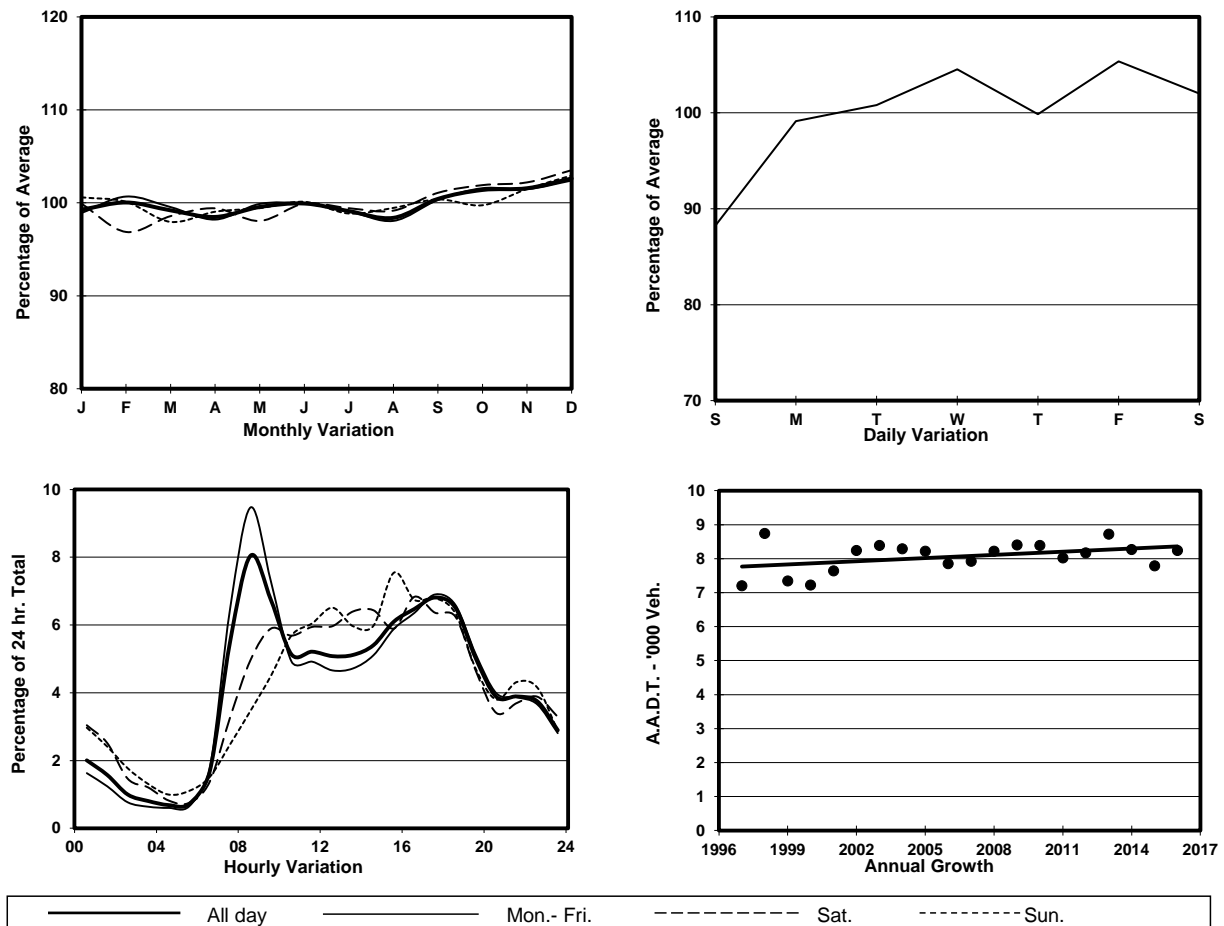 Percentage of Average
120
110
100
90
80
J F M A M J J A S O N D
Monthly Variation
Percentage of Average
110
100
90
80
70
S M T W T F S
Daily Variation
Percentage of 24 hr. Total
10
8
6
4
2
0
00 04 08 12 16 20 24
Hourly Variation
A.A.D.T. - '000 Veh.
10
9
8
7
6
5
4
3
2
1
0
1996 1999 2002 2005 2008 2011 2014 2017
Annual Growth
All day Mon.- Fri. Sat. Sun.